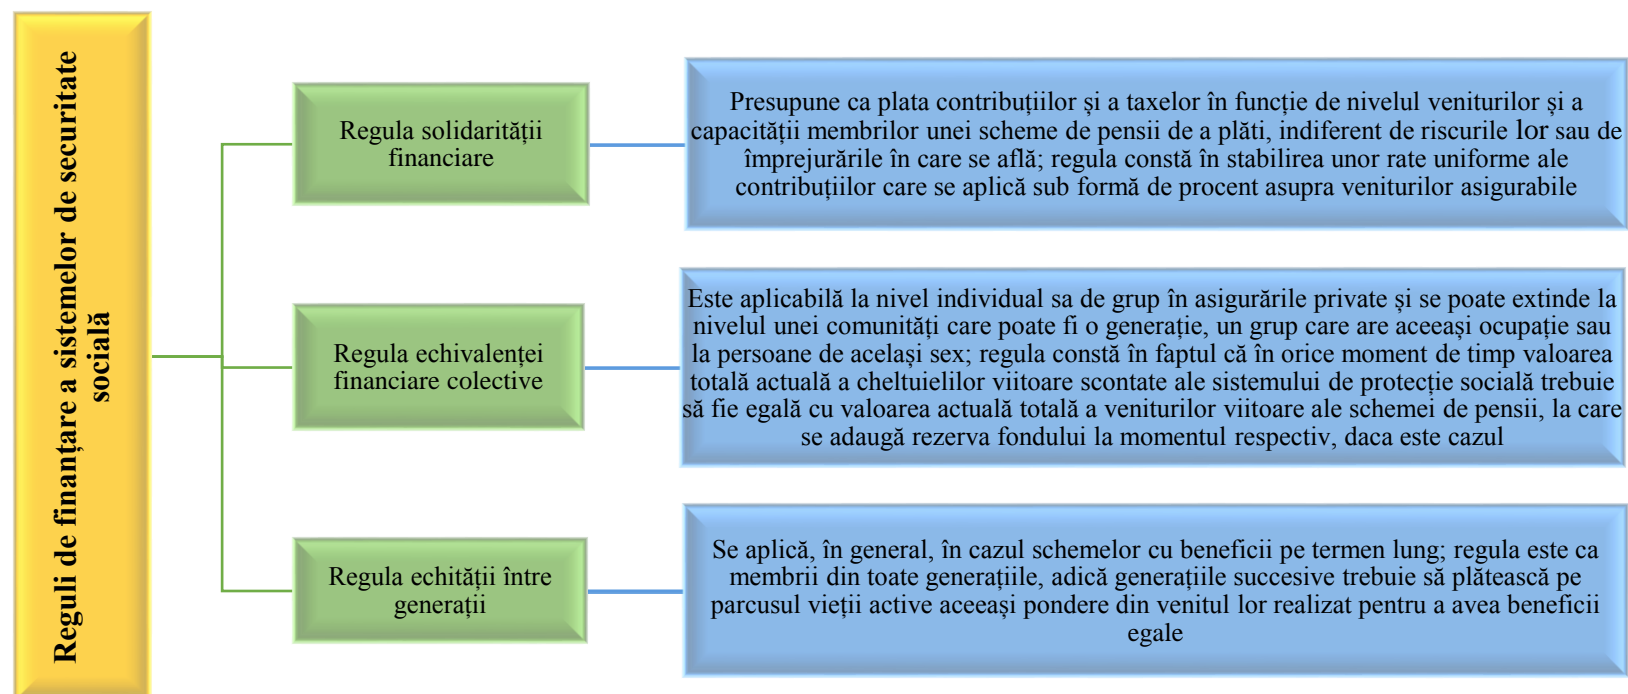 Reguli de finanțare a sistemelor de securitate
socială
Regula solidarității
financiare
Presupune ca plata contribuțiilor și a taxelor în funcție de nivelul veniturilor și a
capacității membrilor unei scheme de pensii de a plăti, indiferent de riscurile lor sau de
împrejurările în care se află; regula constă în stabilirea unor rate uniforme ale
contribuțiilor care se aplică sub formă de procent asupra veniturilor asigurabile
Regula echivalenței
financiare colective
Este aplicabilă la nivel individual sa de grup în asigurările private și se poate extinde la
nivelul unei comunități care poate fi o generație, un grup care are aceeași ocupație sau
la persoane de același sex; regula constă în faptul că în orice moment de timp valoarea
totală actuală a cheltuielilor viitoare scontate ale sistemului de protecție socială trebuie
să fie egală cu valoarea actuală totală a veniturilor viitoare ale schemei de pensii, la care
se adaugă rezerva fondului la momentul respectiv, daca este cazul
Regula echității între
generații
Se aplică, în general, în cazul schemelor cu beneficii pe termen lung; regula este ca
membrii din toate generațiile, adică generațiile succesive trebuie să plătească pe
parcusul vieții active aceeași pondere din venitul lor realizat pentru a avea beneficii
egale